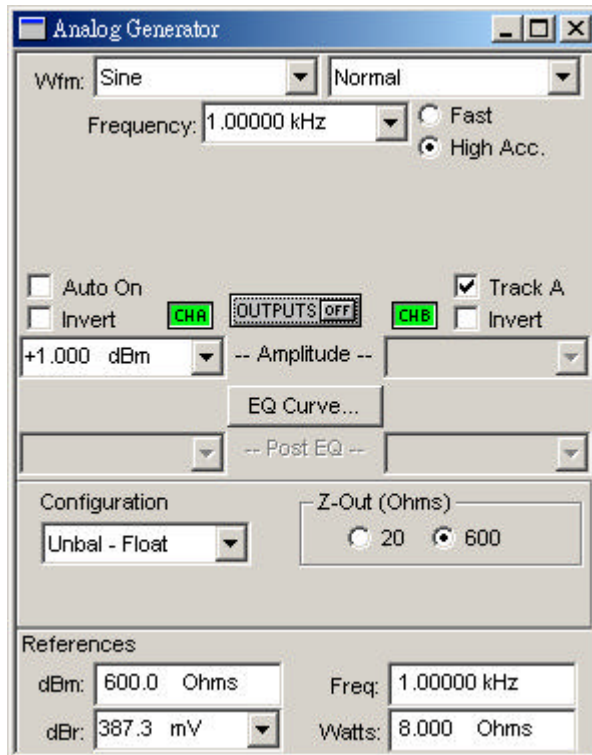 Analog Generator
Wfm: Sine Normal
Frequency: 1.00000 kHz Fast
High Acc.
Auto On Track A
Invert CHA OUTPUTS OFF CHB Invert
+1.000 dBm -- Amplitude --
EQ Curve...
-- Post EQ --
Configuration Z-Out (Ohms)
Unbal - Float 20 600
References
dBm: 600.0 Ohms Freq: 1.00000 kHz
dBr: 387.3 mV Watts: 8.000 Ohms